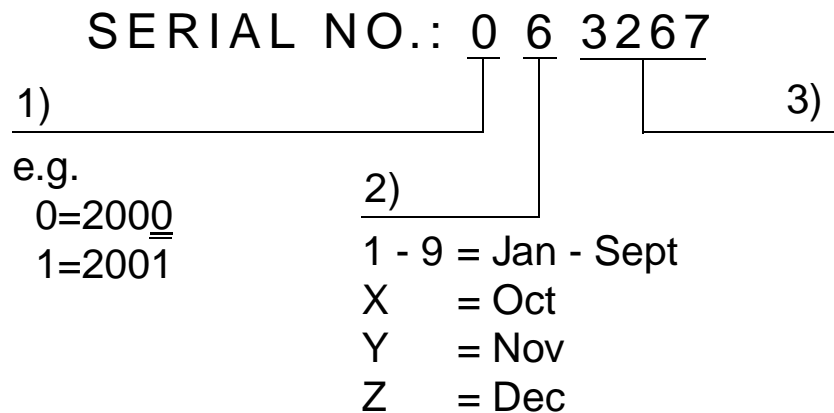 SERIAL NO.: 0 6 3267
1)
3)
e.g.
0=2000
1=2001
2)
1 - 9 = Jan - Sept
X = Oct
Y = Nov
Z = Dec